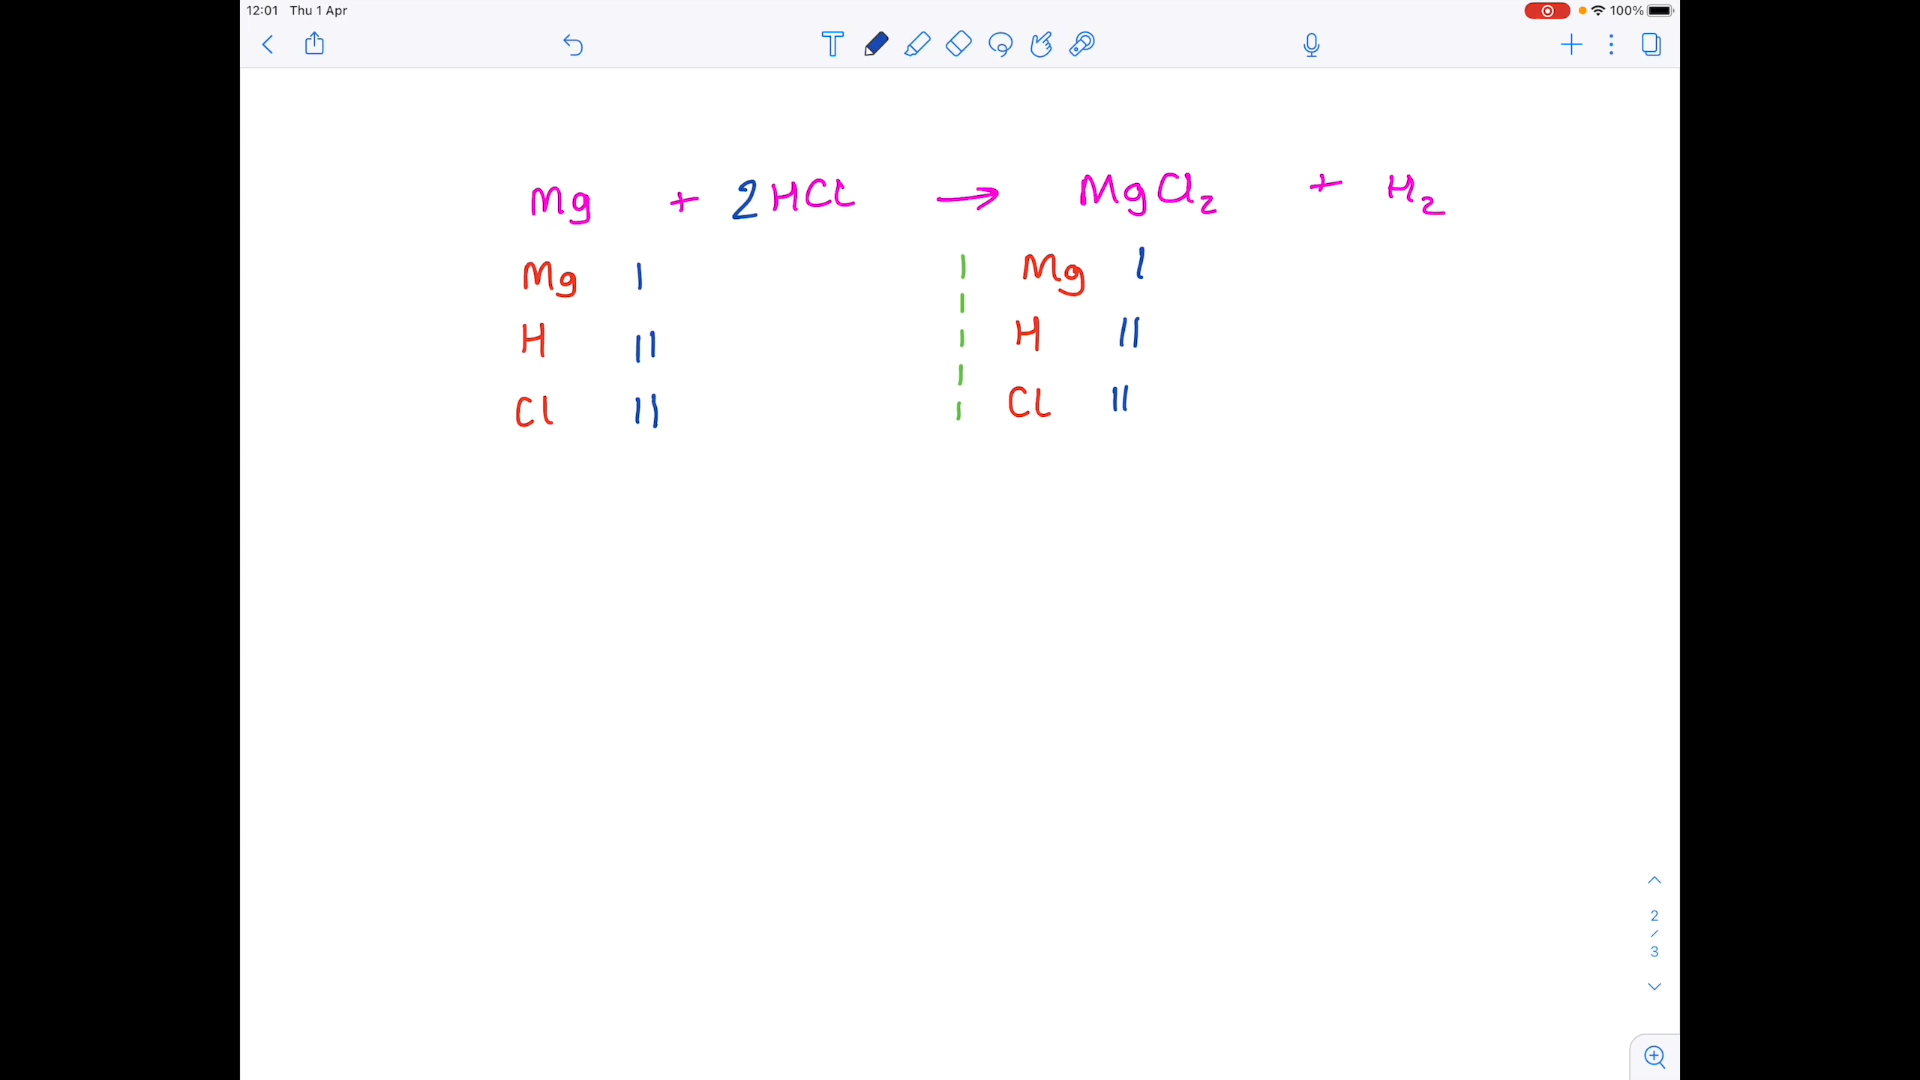 12:01 Thu 1 Apr 100%
T
Mg + 2HCl → MgCl₂ + H₂
Mg | Mg |
H || H ||
Cl || Cl ||
2
/
3